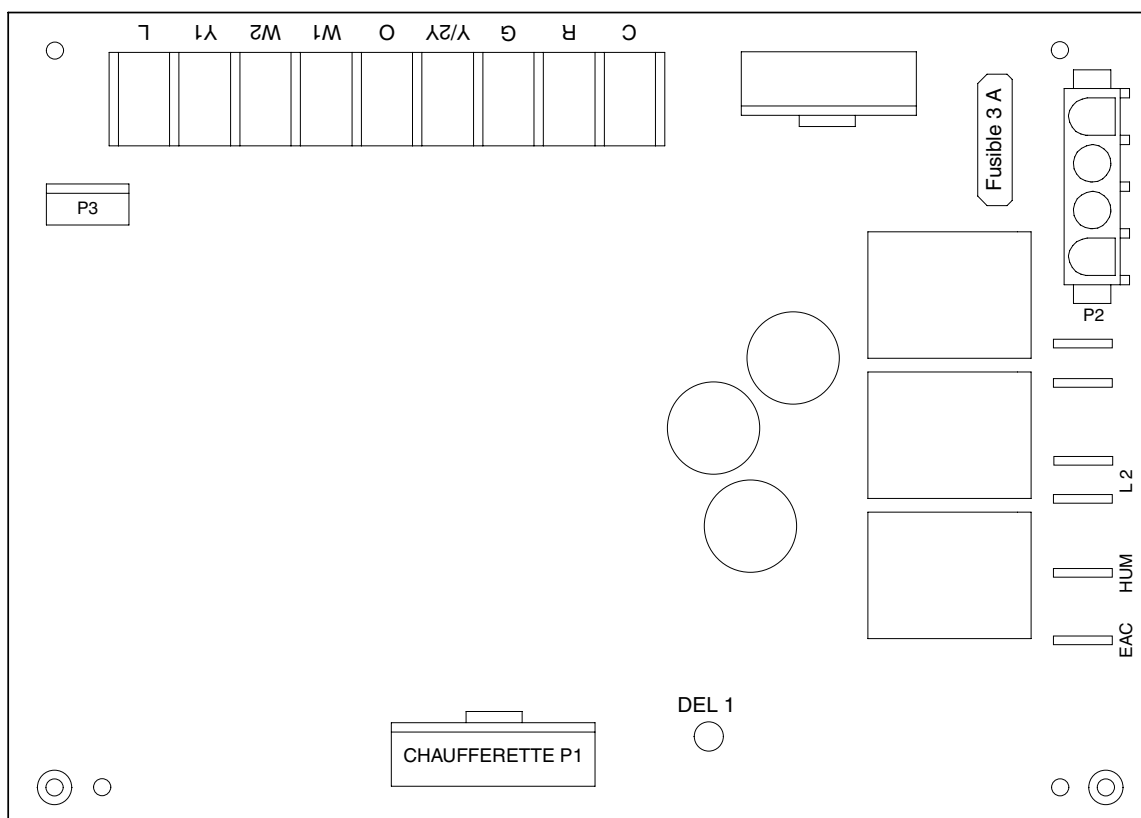 L
Y1
W2
W1
O
Y/2Y
G
R
C
Fusible 3 A
P3
P2
L 2
HUM
EAC
DEL 1
CHAUFFERETTE P1